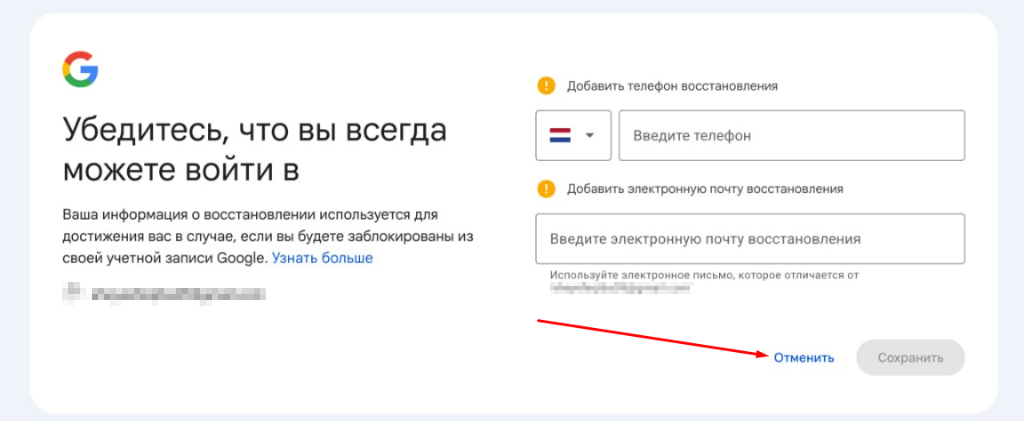 Убедитесь, что вы всегда
можете войти в
Ваша информация о восстановлении используется для
достижения вас в случае, если вы будете заблокированы из
своей учетной записи Google. Узнать больше
Добавить телефон восстановления
Введите телефон
Добавить электронную почту восстановления
Введите электронную почту восстановления
Используйте электронное письмо, которое отличается от
Отменить
Сохранить